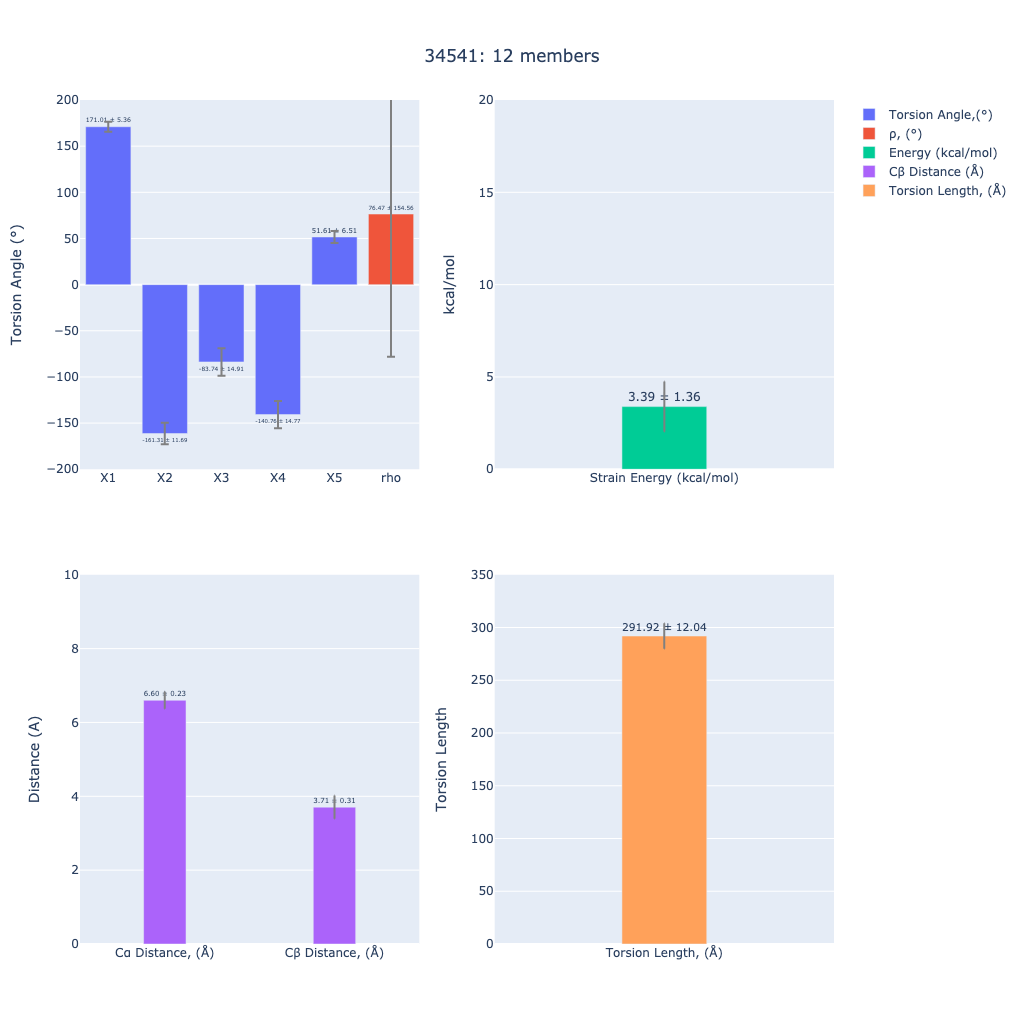 34541: 12 members
Torsion Angle (°)
200
150
100
50
0
−50
−100
−150
−200
171.01 ± 5.36
-161.31 ± 11.69
-83.74 ± 14.91
-140.76 ± 14.77
51.61 ± 6.51
76.47 ± 154.56
X1 X2 X3 X4 X5 rho
kcal/mol
20
15
10
5
0
3.39 ± 1.36
Strain Energy (kcal/mol)
Torsion Angle,(°)
ρ, (°)
Energy (kcal/mol)
Cβ Distance (Å)
Torsion Length, (Å)
Distance (A)
10
8
6
4
2
0
6.60 ± 0.23
3.71 ± 0.31
Cα Distance, (Å) Cβ Distance, (Å)
Torsion Length
350
300
250
200
150
100
50
0
291.92 ± 12.04
Torsion Length, (Å)